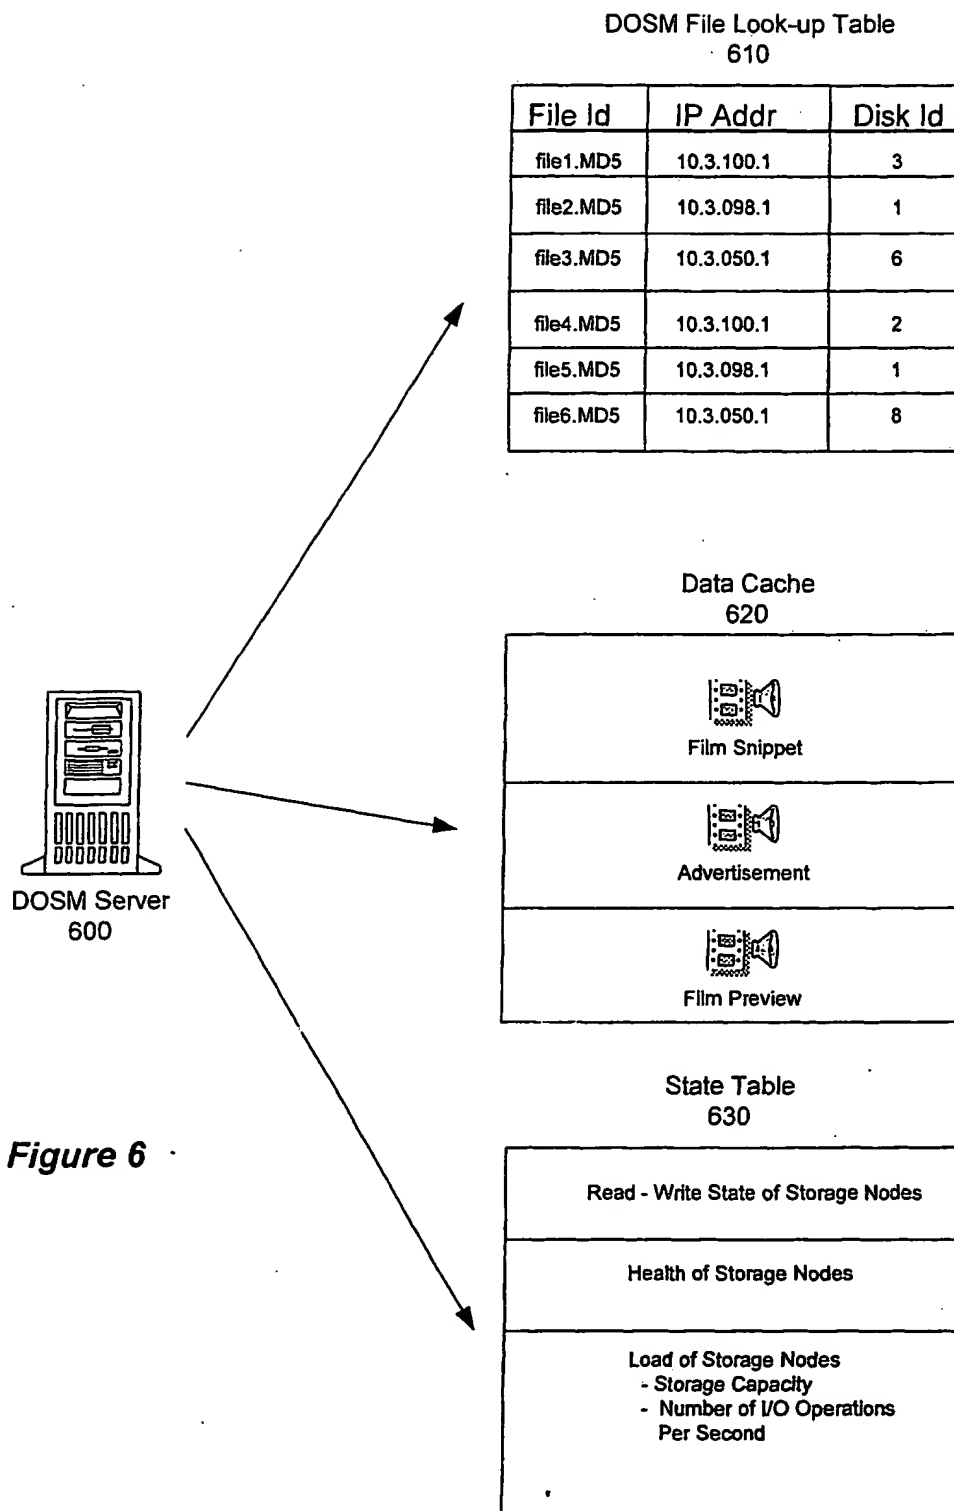 DOSM File Look-up Table
610
File Id IP Addr Disk Id
file1.MD5 10.3.100.1 3
file2.MD5 10.3.098.1 1
file3.MD5 10.3.050.1 6
file4.MD5 10.3.100.1 2
file5.MD5 10.3.098.1 1
file6.MD5 10.3.050.1 8
Data Cache
620
Film Snippet
Advertisement
Film Preview
DOSM Server
600
State Table
630
Read - Write State of Storage Nodes
Health of Storage Nodes
Load of Storage Nodes
- Storage Capacity
- Number of I/O Operations
Per Second
Figure 6